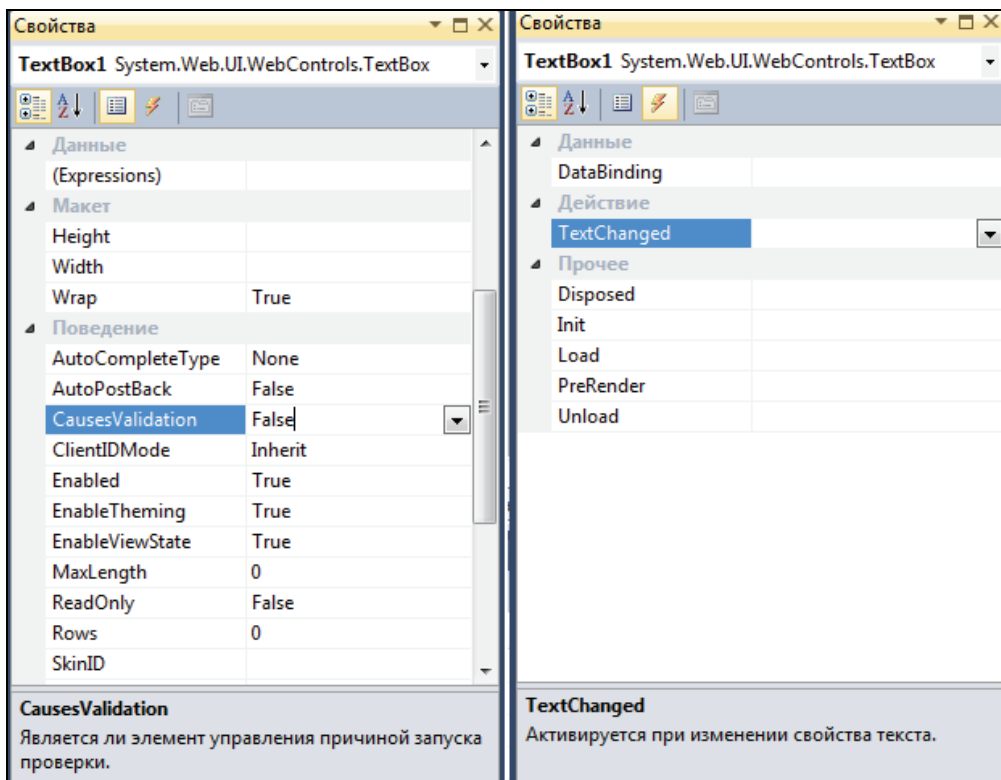 Свойства
TextBox1 System.Web.UI.WebControls.TextBox
Данные
(Expressions)
Макет
Height
Width
Wrap True
Поведение
AutoCompleteType None
AutoPostBack False
CausesValidation False
ClientIDMode Inherit
Enabled True
EnableTheming True
EnableViewState True
MaxLength 0
ReadOnly False
Rows 0
SkinID
CausesValidation
Является ли элемент управления причиной запуска
проверки.
Свойства
TextBox1 System.Web.UI.WebControls.TextBox
Данные
DataBinding
Действие
TextChanged
Прочее
Disposed
Init
Load
PreRender
Unload
TextChanged
Активируется при изменении свойства текста.